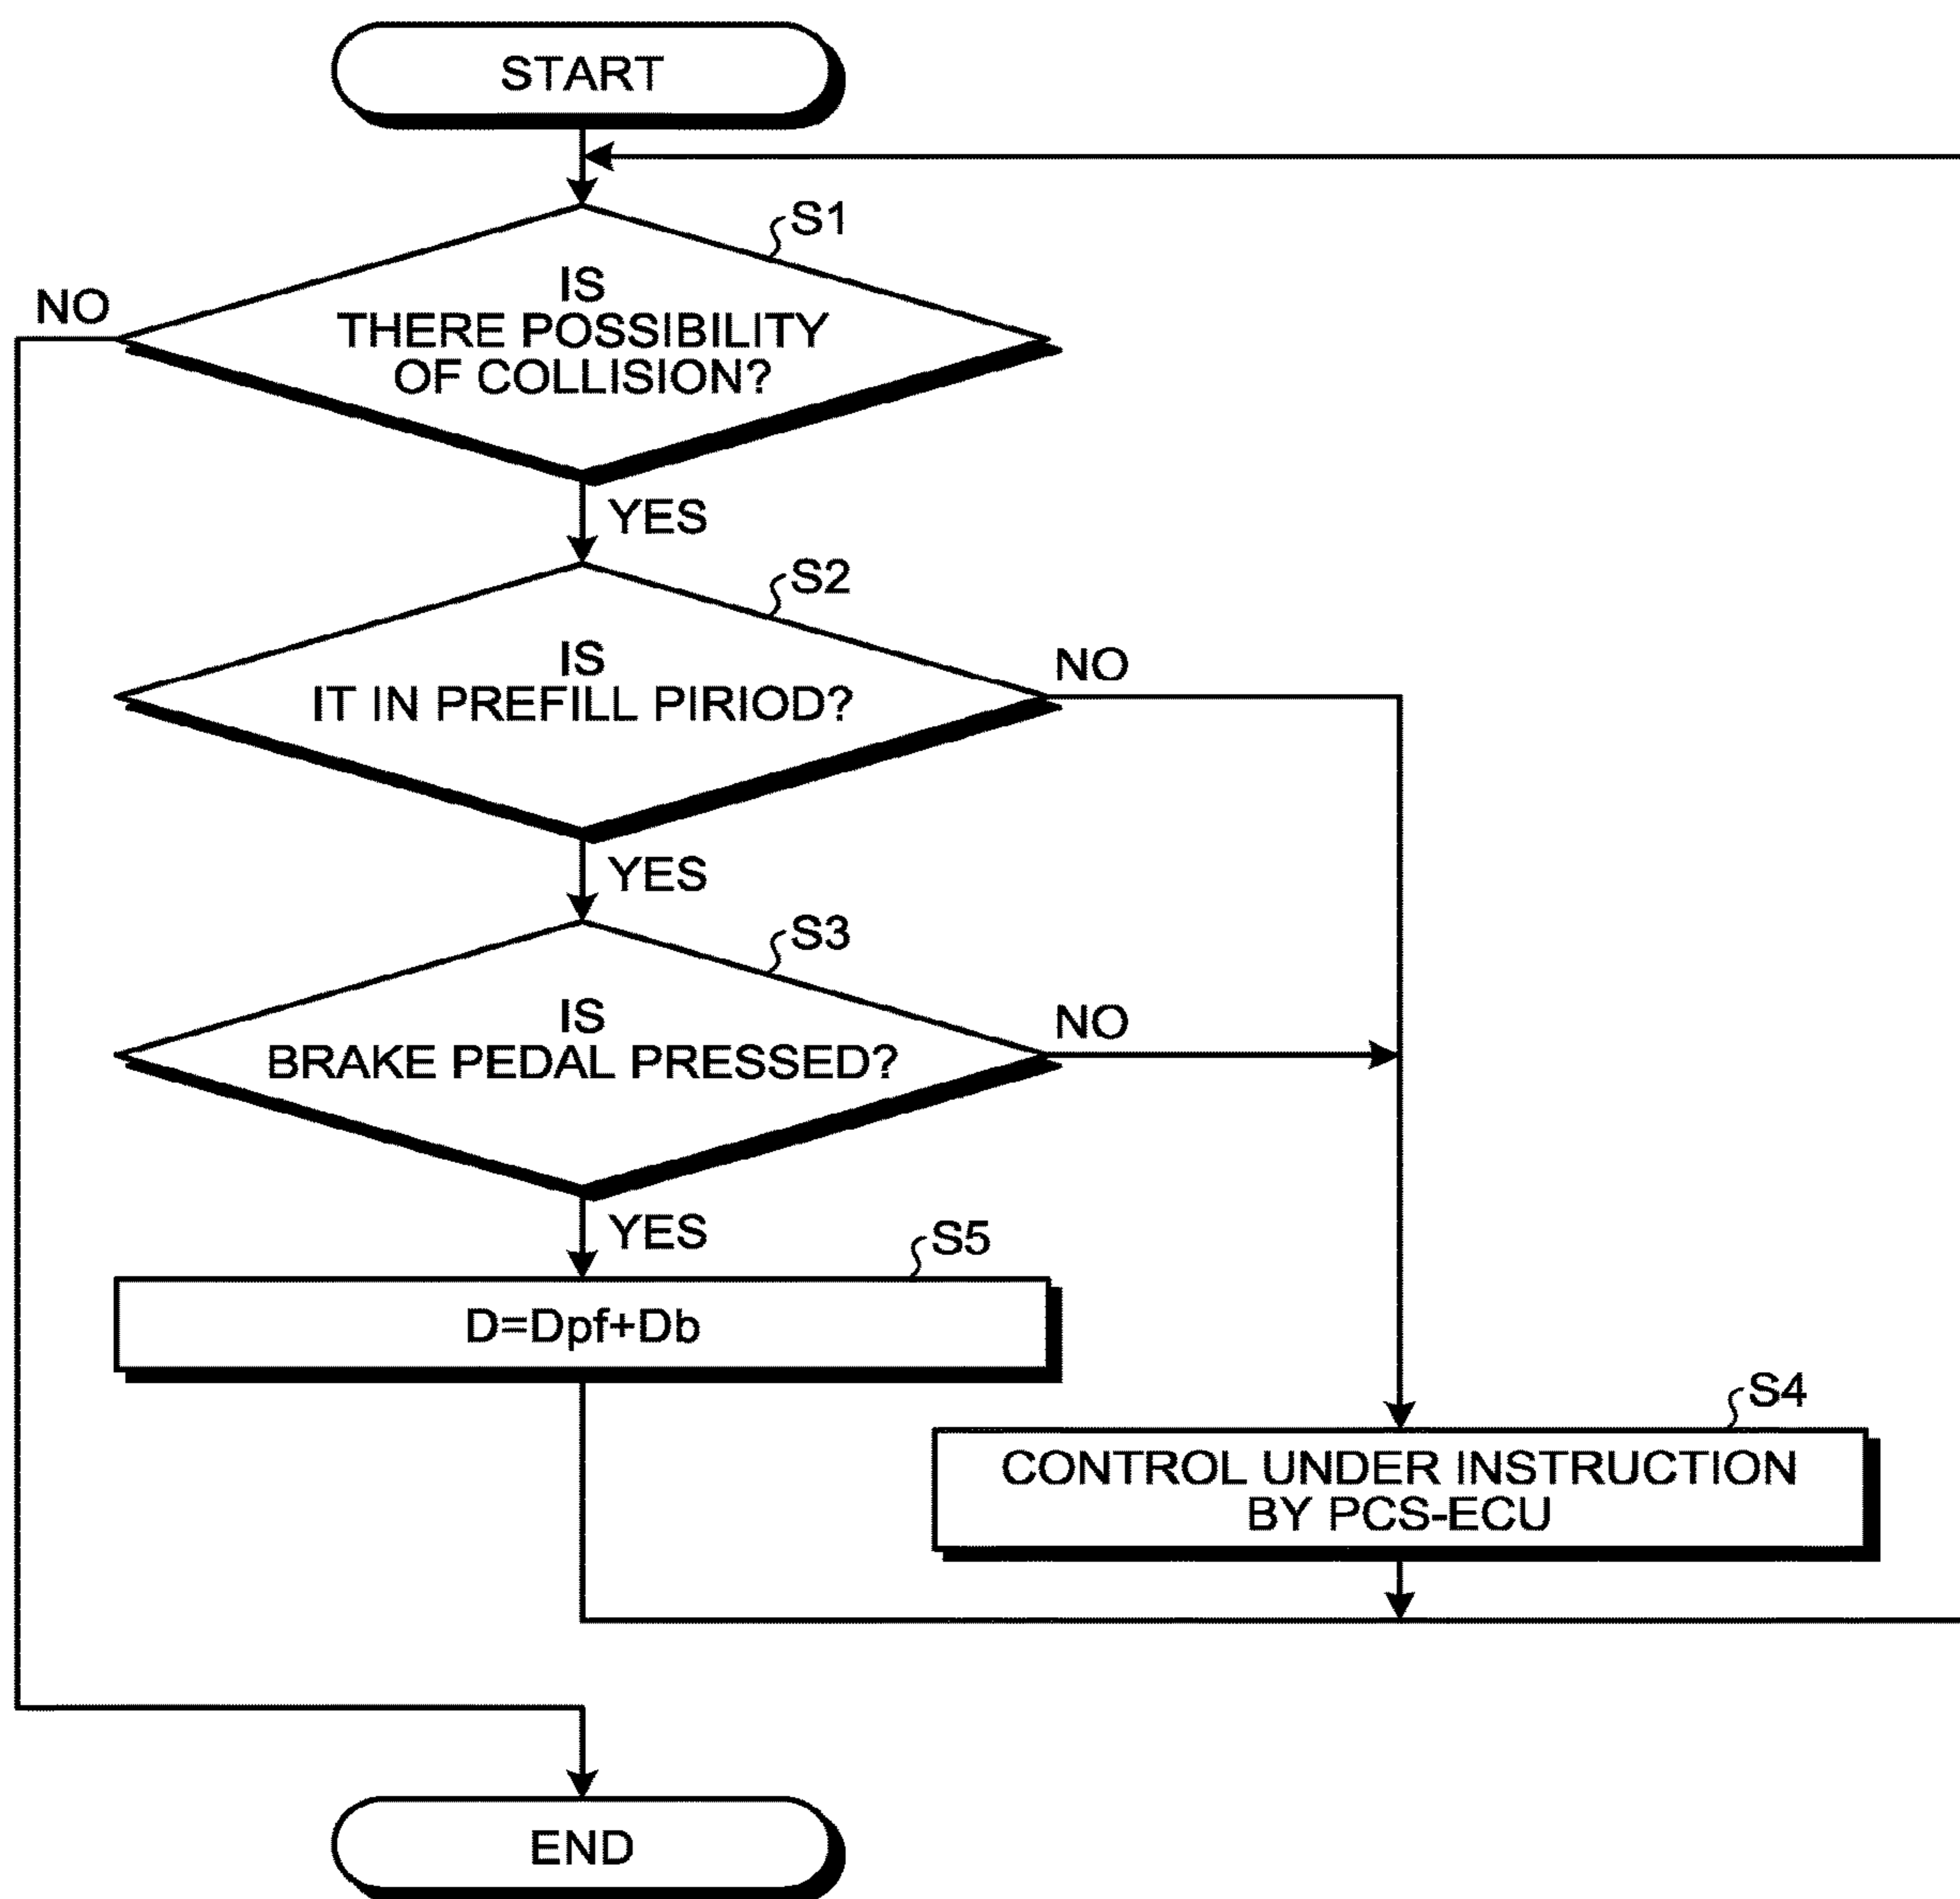 START
S1
IS
THERE POSSIBILITY
OF COLLISION?
NO
YES
S2
IS
IT IN PREFILL PIRIOD?
NO
YES
S3
IS
BRAKE PEDAL PRESSED?
NO
YES
S5
D=Dpf+Db
S4
CONTROL UNDER INSTRUCTION
BY PCS-ECU
END